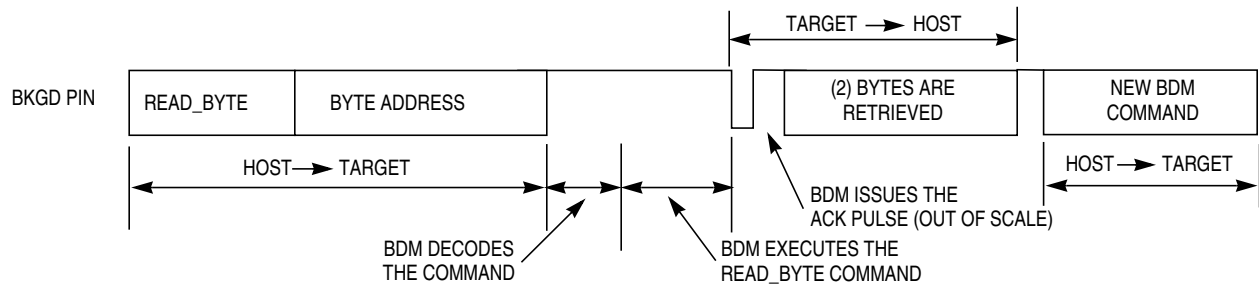 TARGET → HOST
BKGD PIN
READ_BYTE
BYTE ADDRESS
(2) BYTES ARE
RETRIEVED
NEW BDM
COMMAND
HOST → TARGET
HOST → TARGET
BDM ISSUES THE
ACK PULSE (OUT OF SCALE)
BDM DECODES
THE COMMAND
BDM EXECUTES THE
READ_BYTE COMMAND